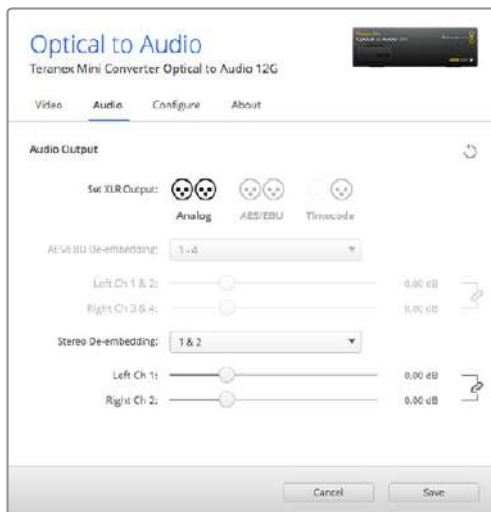 Optical to Audio
Teranex Mini Converter Optical to Audio 12G
Video Audio Configure About
Audio Output
Set XLR Output:
Analog AES/EBU Timecode
AES/EBU De-embedding: 1 - 4
Left Ch 1 & 2: 0.00 dB
Right Ch 3 & 4: 0.00 dB
Stereo De-embedding: 1 & 2
Left Ch 1: 0.00 dB
Right Ch 2: 0.00 dB
Cancel Save